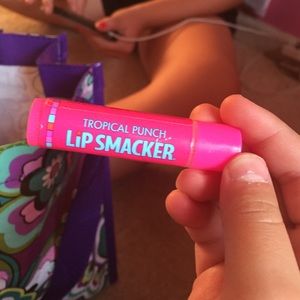 TROPICAL PUNCH
LiP SMACKER